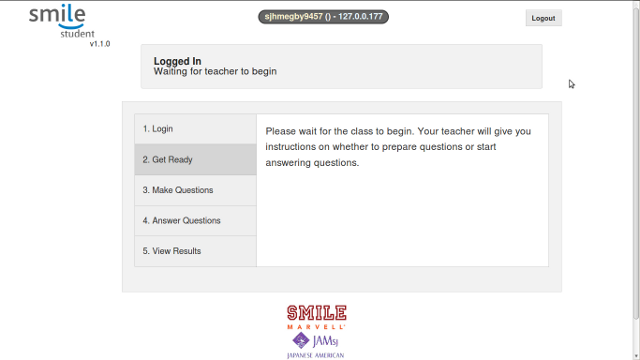 smile
student
v1.1.0
sjhmegby9457 () - 127.0.0.177
Logout
Logged In
Waiting for teacher to begin
1. Login
2. Get Ready
3. Make Questions
4. Answer Questions
5. View Results
Please wait for the class to begin. Your teacher will give you
instructions on whether to prepare questions or start
answering questions.
SMILE
MARVELL
JAMsj
JAPANESE AMERICAN